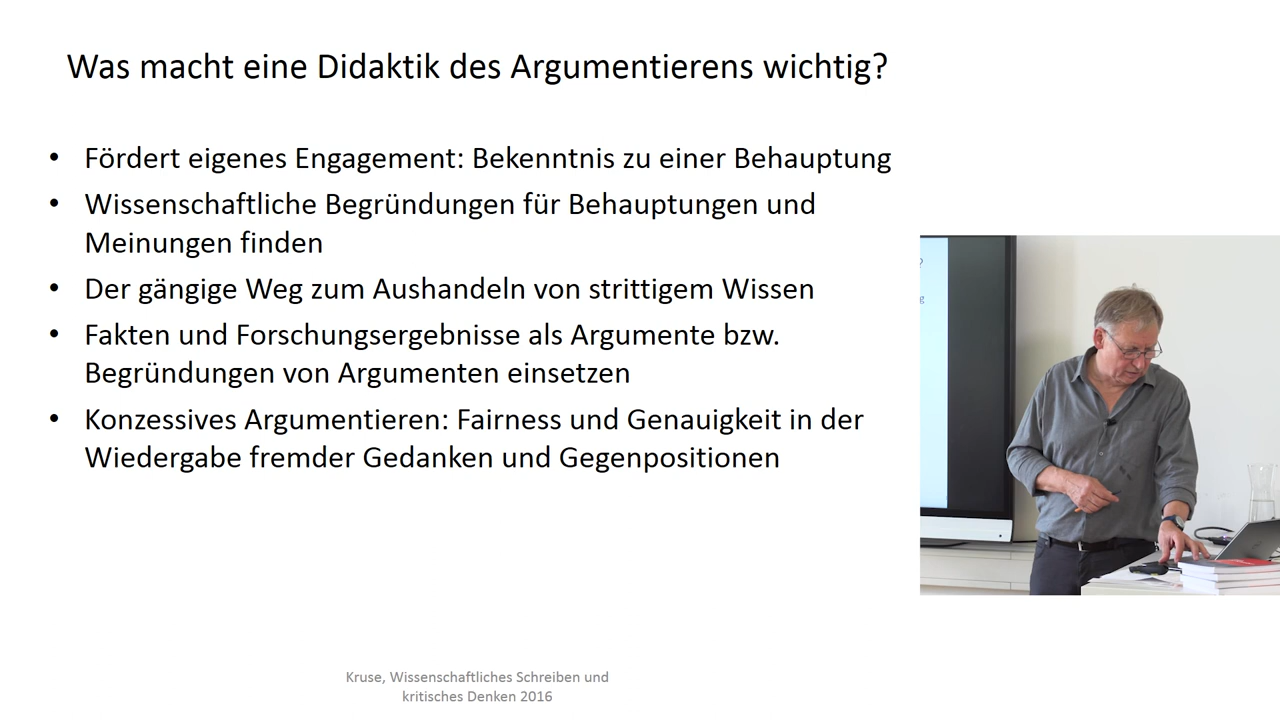 Was macht eine Didaktik des Argumentierens wichtig?
• Fördert eigenes Engagement: Bekenntnis zu einer Behauptung
• Wissenschaftliche Begründungen für Behauptungen und
Meinungen finden
• Der gängige Weg zum Aushandeln von strittigem Wissen
• Fakten und Forschungsergebnisse als Argumente bzw.
Begründungen von Argumenten einsetzen
• Konzessives Argumentieren: Fairness und Genauigkeit in der
Wiedergabe fremder Gedanken und Gegenpositionen
Kruse, Wissenschaftliches Schreiben und
kritisches Denken 2016